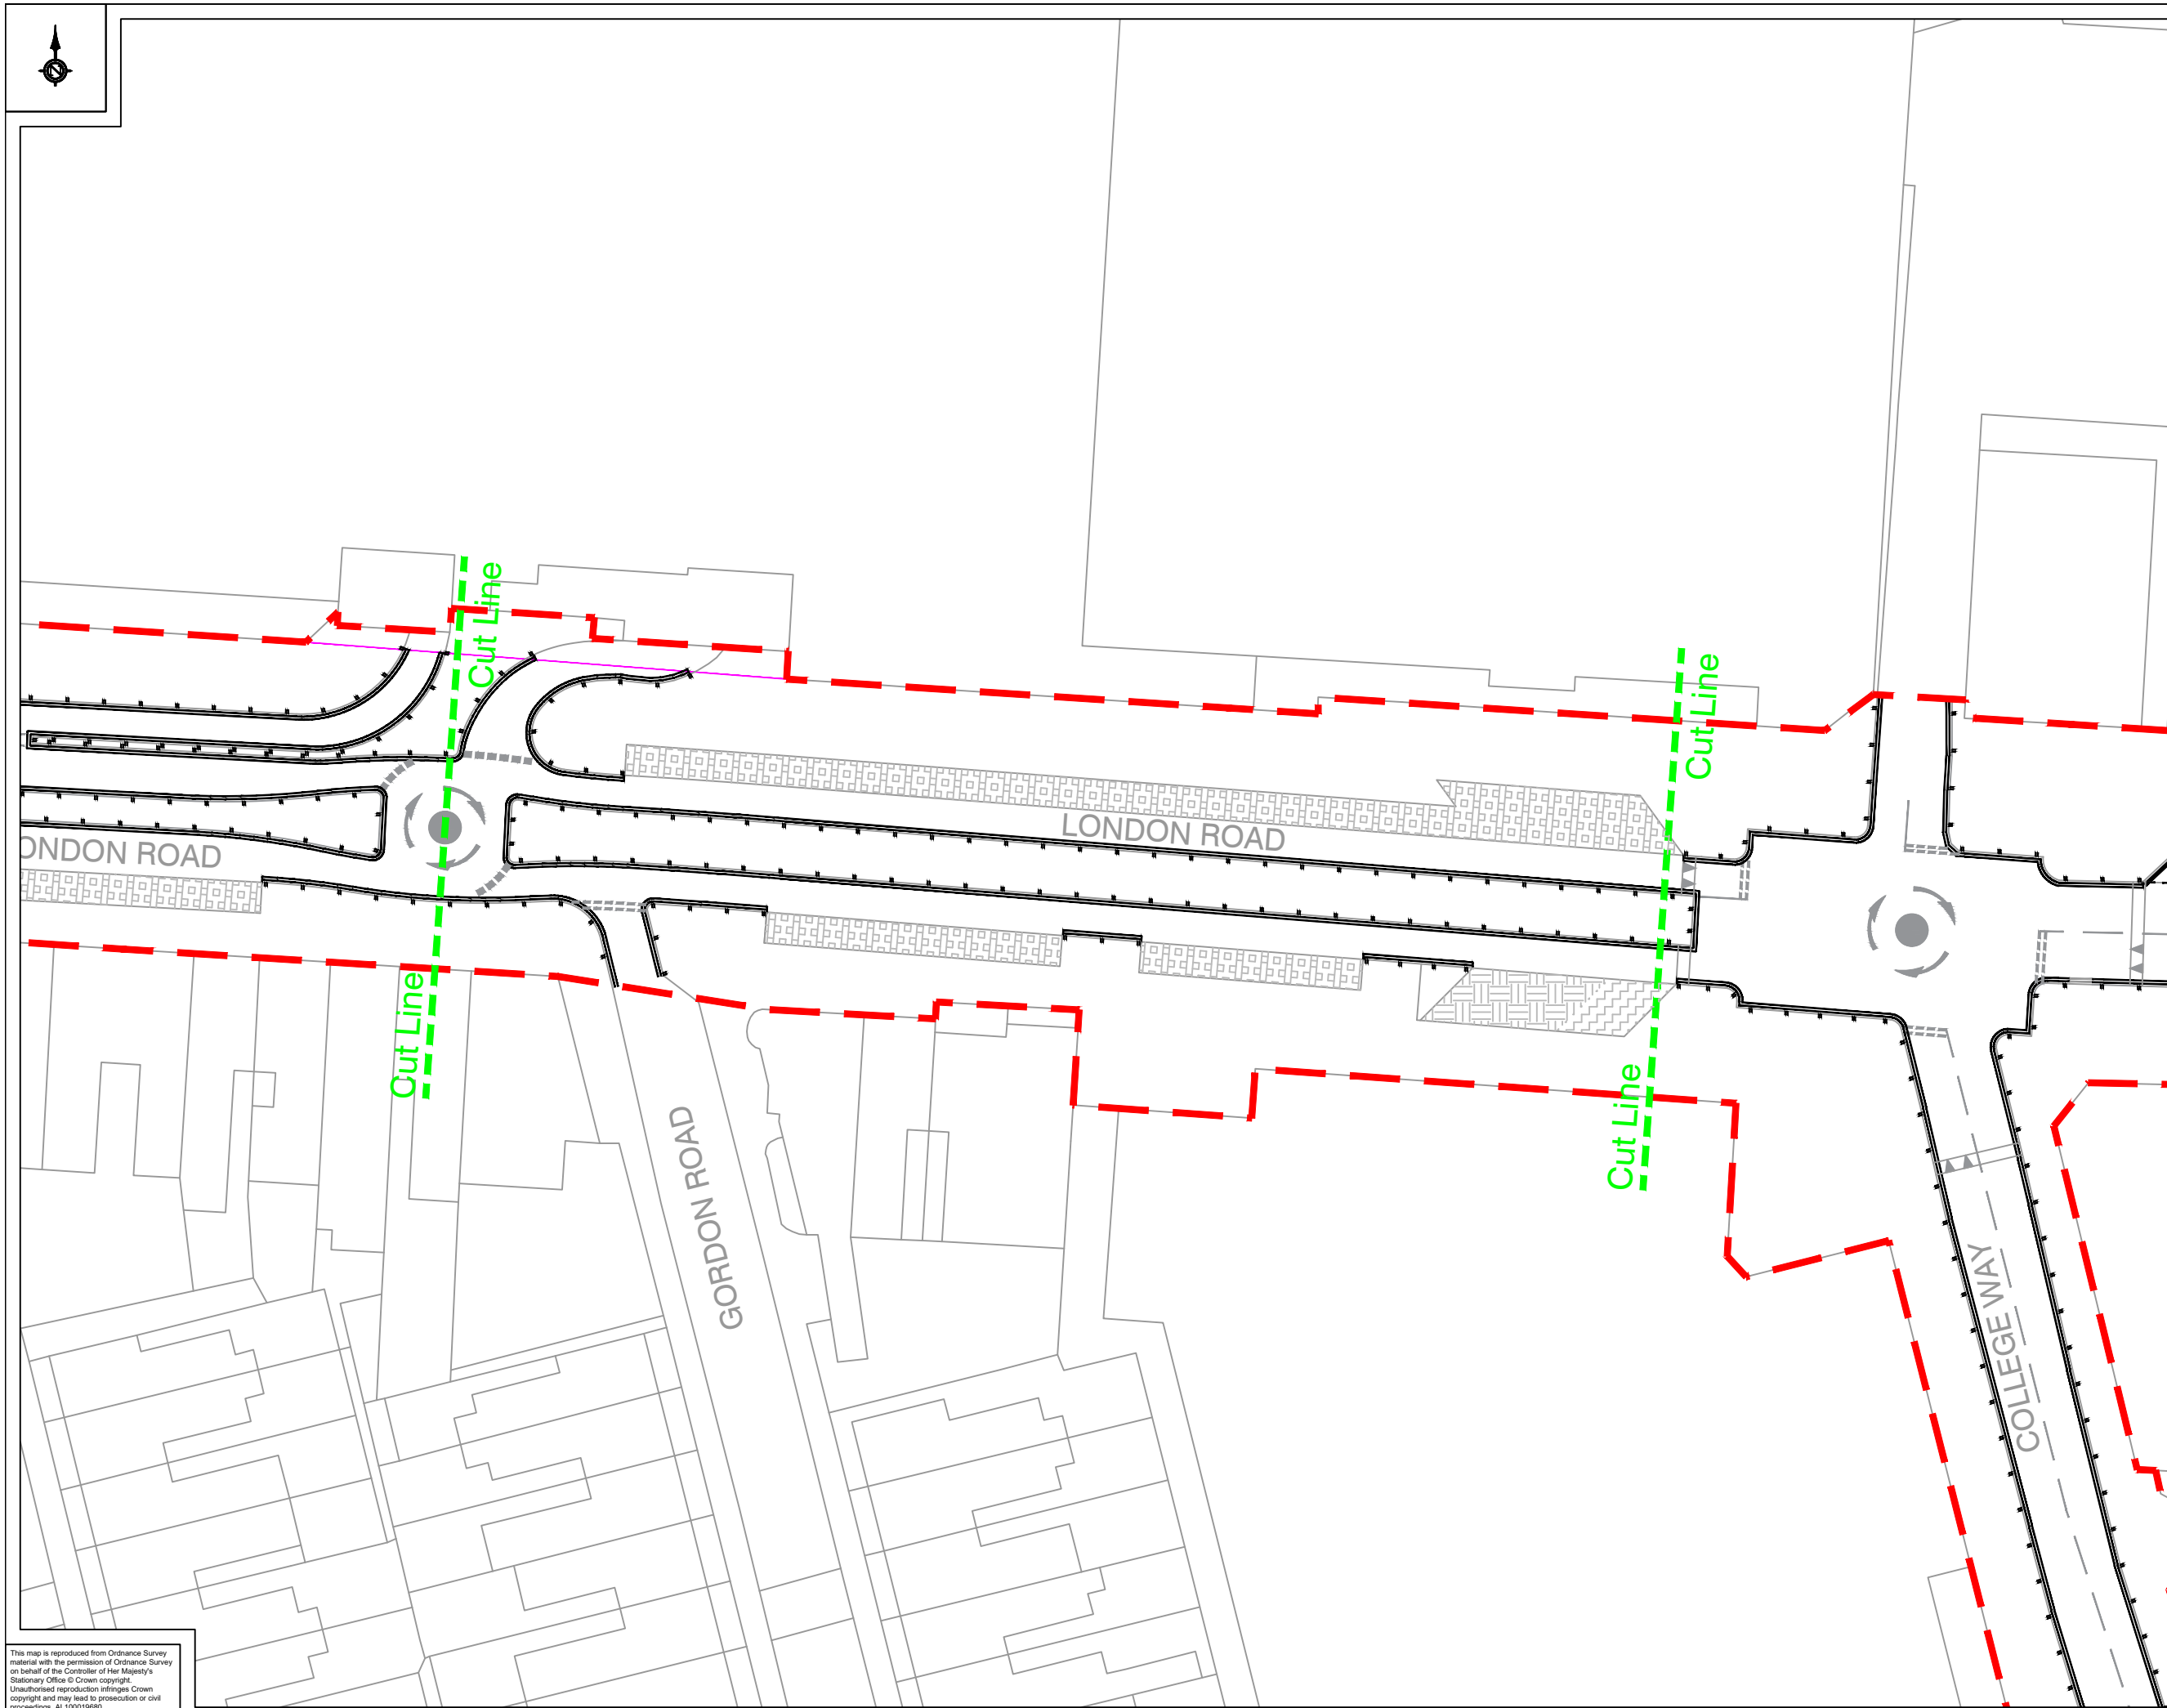 N
Cut Line
Cut Line
LONDON ROAD
ONDON ROAD
Cut Line
Cut Line
GORDON ROAD
COLLEGE WAY
This map is reproduced from Ordnance Survey
material with the permission of Ordnance Survey
on behalf of the Controller of Her Majesty's
Stationary Office © Crown copyright.
Unauthorised reproduction infringes Crown
copyright and may lead to prosecution or civil
proceedings. AL100019680